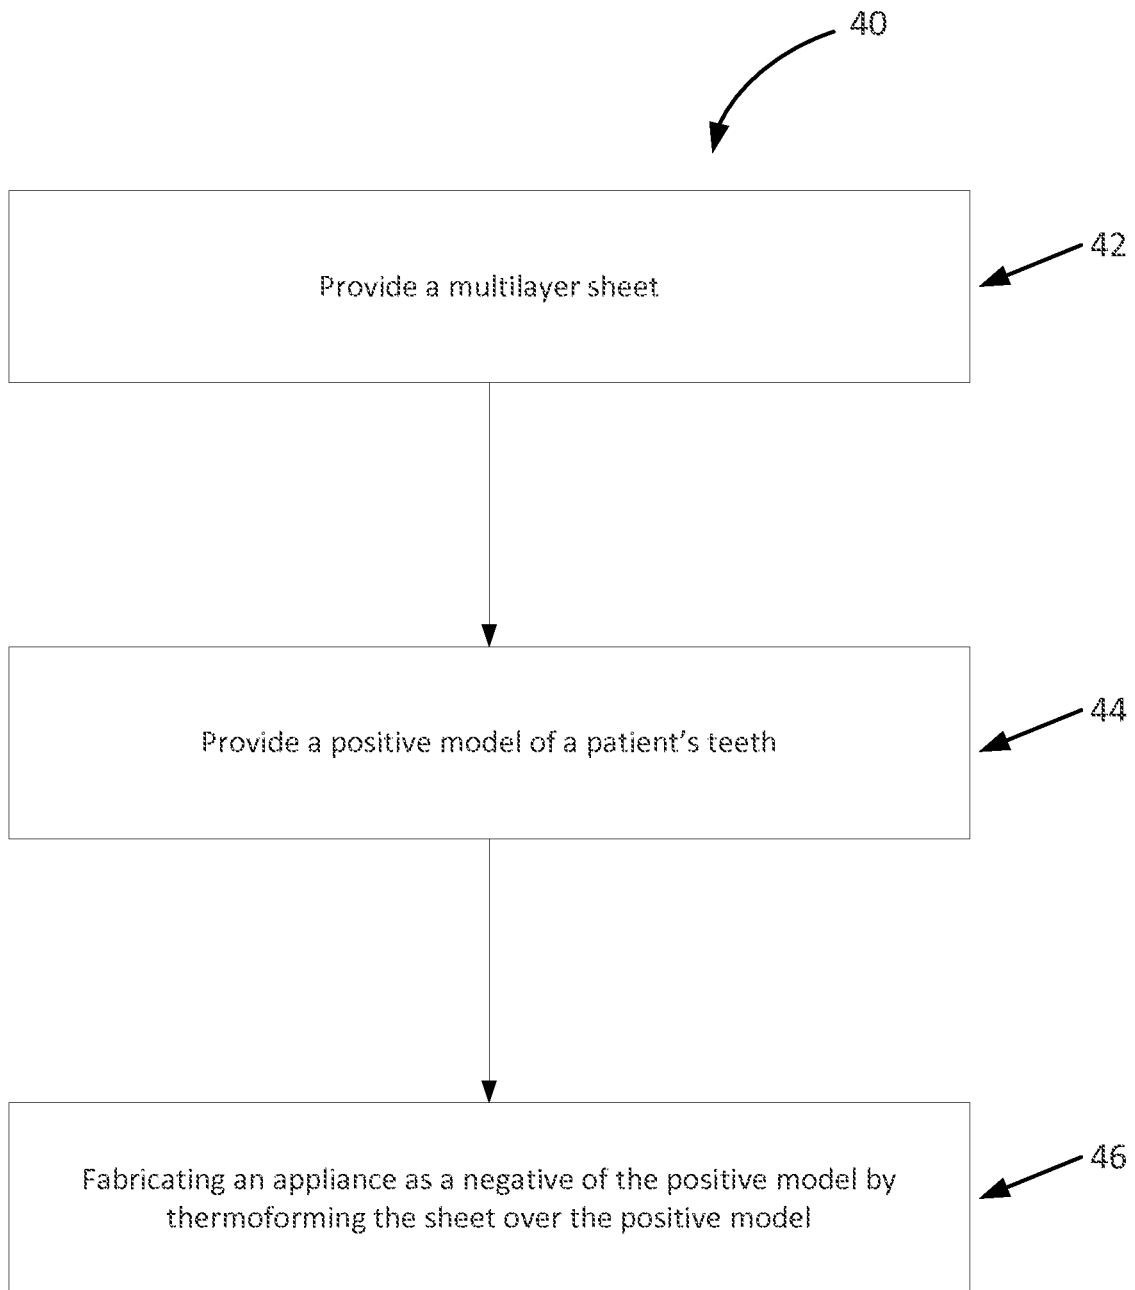 40
Provide a multilayer sheet
42
Provide a positive model of a patient's teeth
44
Fabricating an appliance as a negative of the positive model by
thermoforming the sheet over the positive model
46